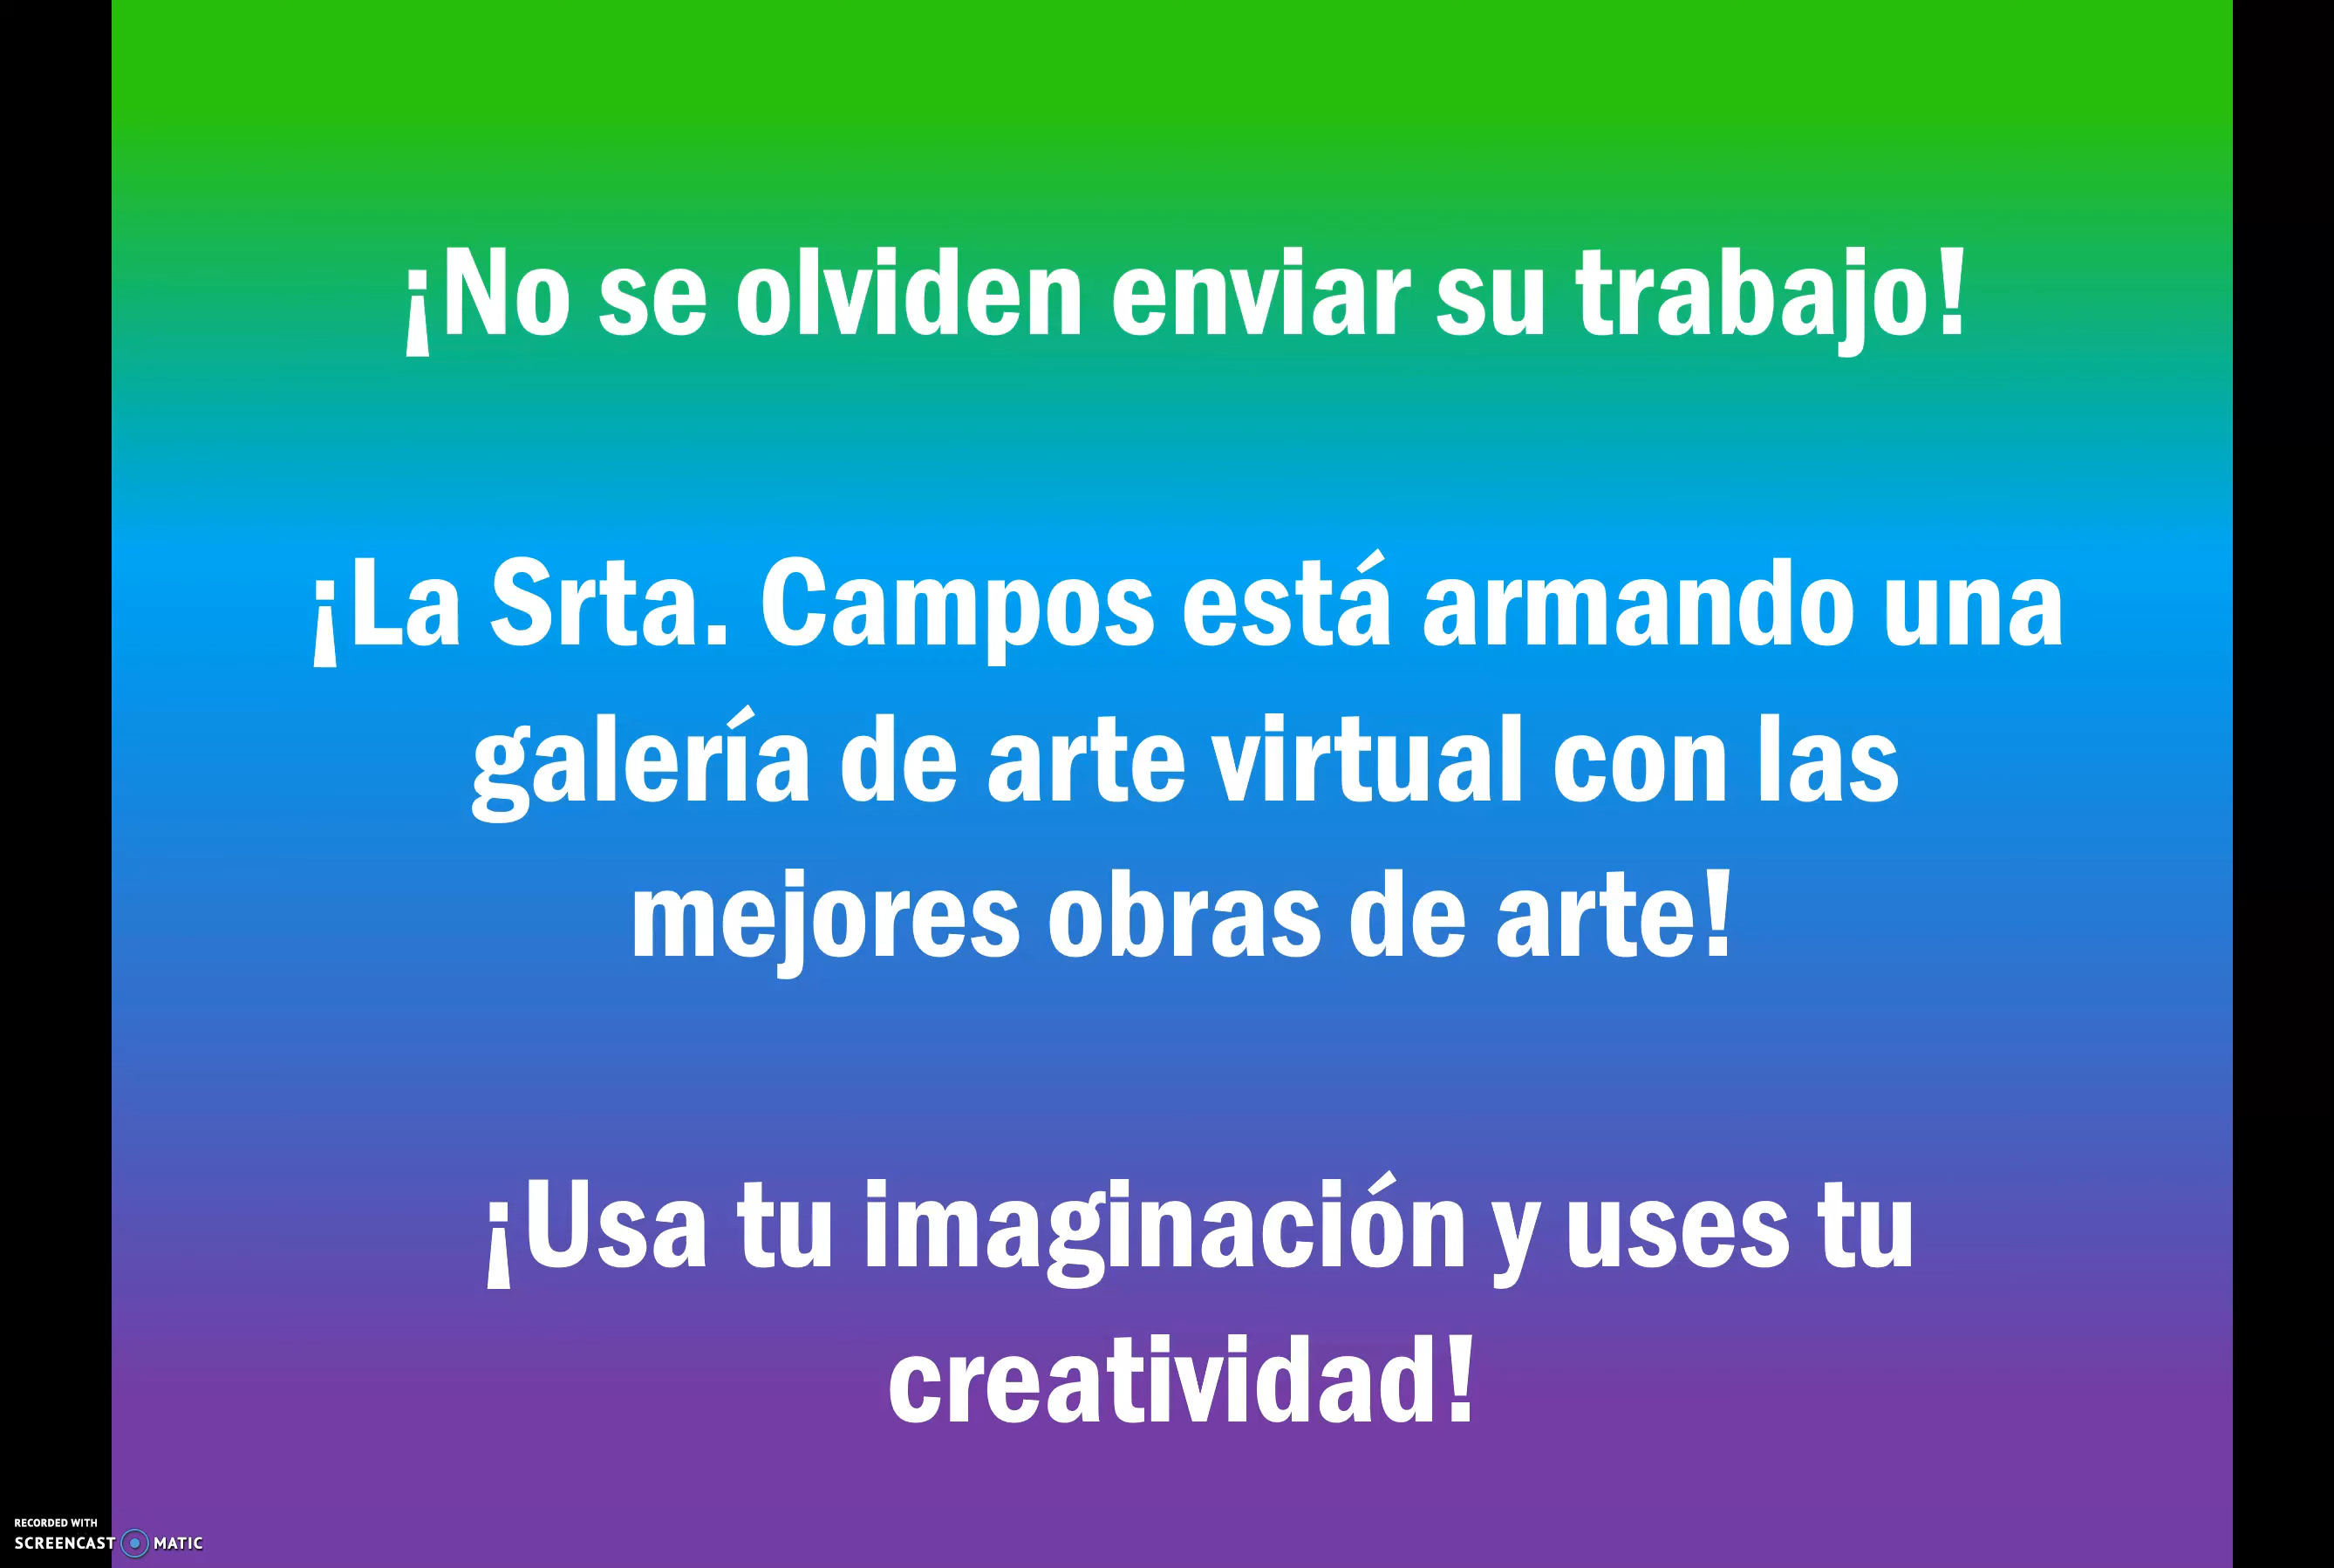 ¡No se olviden enviar su trabajo!
¡La Srta. Campos está armando una
galería de arte virtual con las
mejores obras de arte!
¡Usa tu imaginación y uses tu
creatividad!
RECORDED WITH
SCREENCAST MATIC